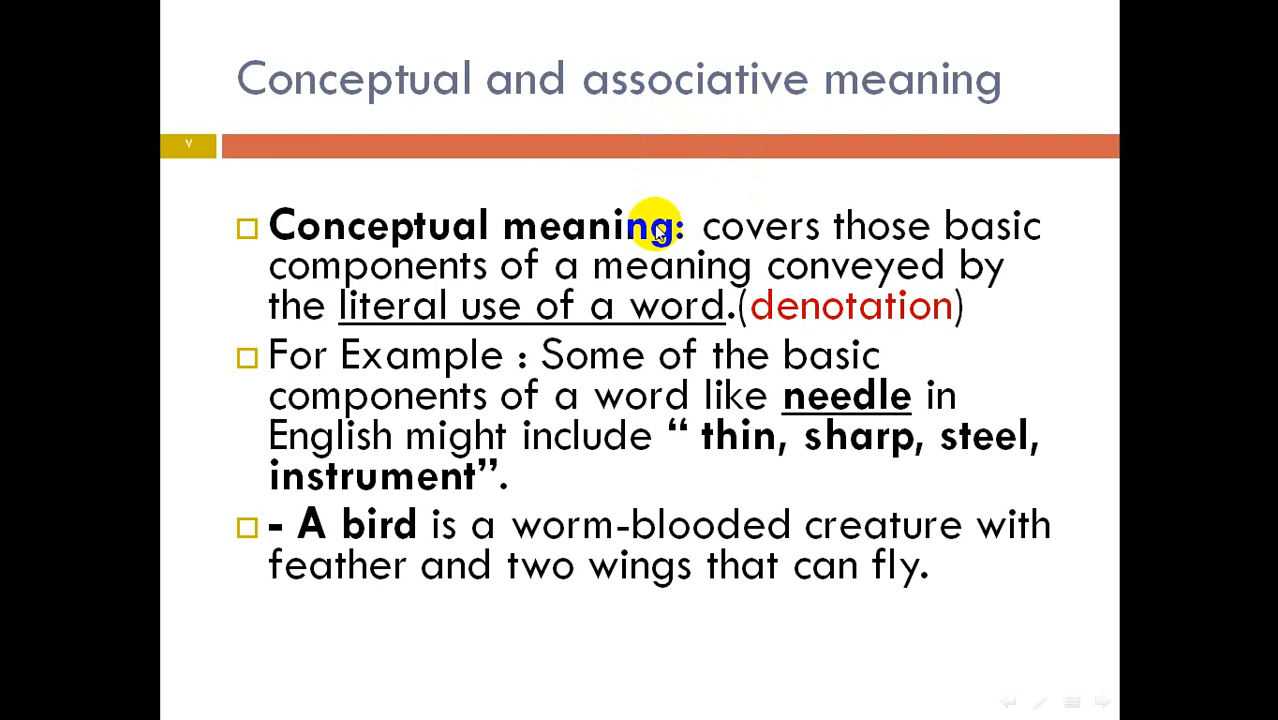 Conceptual and associative meaning
٧
Conceptual meaning: covers those basic
components of a meaning conveyed by
the literal use of a word.(denotation)
For Example : Some of the basic
components of a word like needle in
English might include “ thin, sharp, steel,
instrument”.
- A bird is a worm-blooded creature with
feather and two wings that can fly.